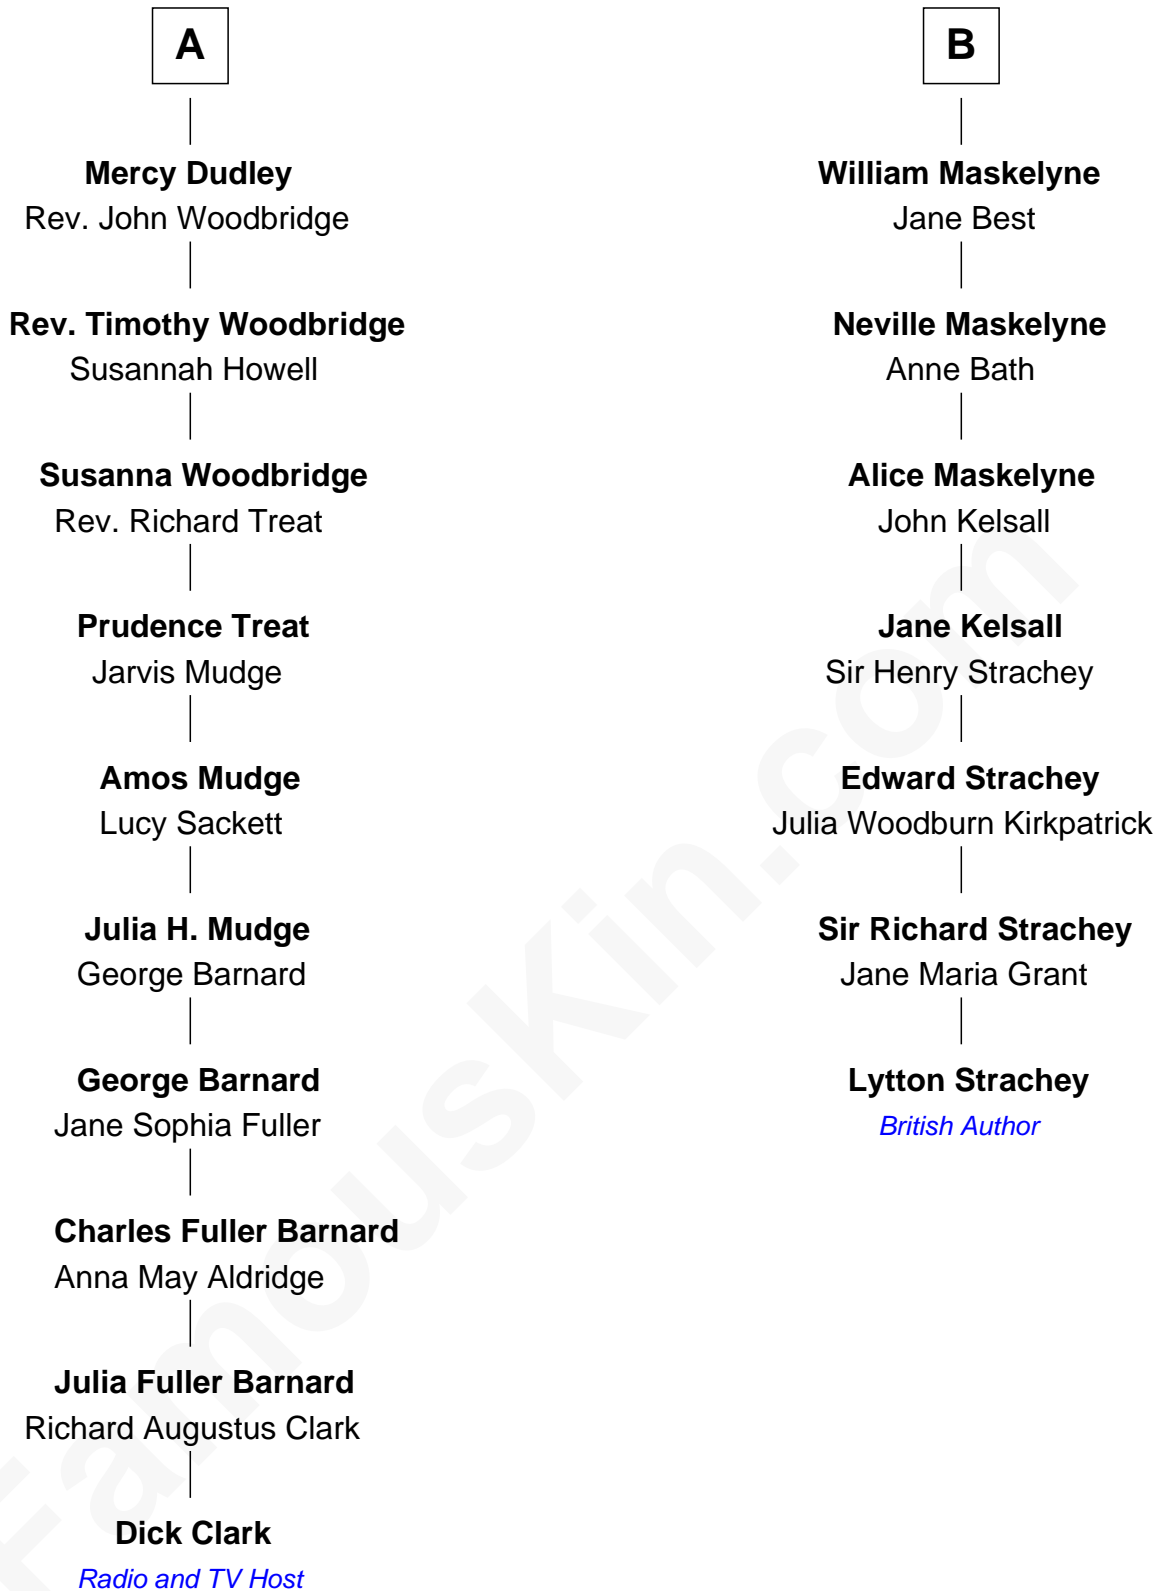 A
Mercy Dudley
Rev. John Woodbridge
Rev. Timothy Woodbridge
Susannah Howell
Susanna Woodbridge
Rev. Richard Treat
Prudence Treat
Jarvis Mudge
Amos Mudge
Lucy Sackett
Julia H. Mudge
George Barnard
George Barnard
Jane Sophia Fuller
Charles Fuller Barnard
Anna May Aldridge
Julia Fuller Barnard
Richard Augustus Clark
Dick Clark
Radio and TV Host
B
William Maskelyne
Jane Best
Neville Maskelyne
Anne Bath
Alice Maskelyne
John Kelsall
Jane Kelsall
Sir Henry Strachey
Edward Strachey
Julia Woodburn Kirkpatrick
Sir Richard Strachey
Jane Maria Grant
Lytton Strachey
British Author
FamousKin.com